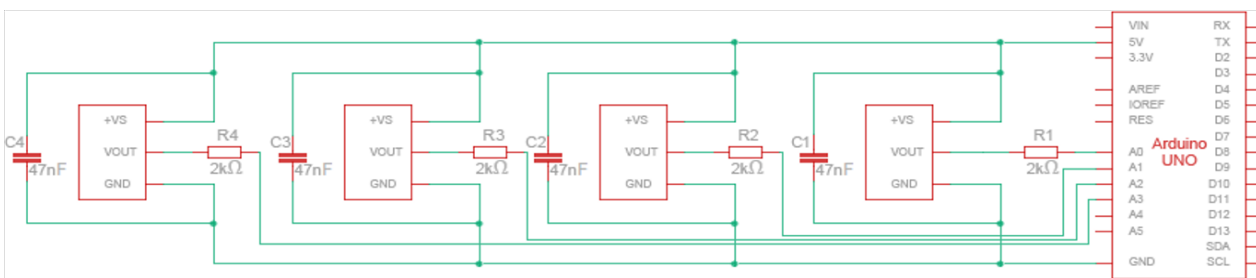 VIN RX
5V TX
3.3V D2
D3
AREF D4
IOREF D5
RES D6
D7
Arduino
UNO
A0 D8
A1 D9
A2 D10
A3 D11
A4 D12
A5 D13
SDA
GND SCL
C4
47nF
+VS
VOUT
GND
R4
2kΩ
C3
47nF
+VS
VOUT
GND
R3
2kΩ
C2
47nF
+VS
VOUT
GND
R2
2kΩ
C1
47nF
+VS
VOUT
GND
R1
2kΩ